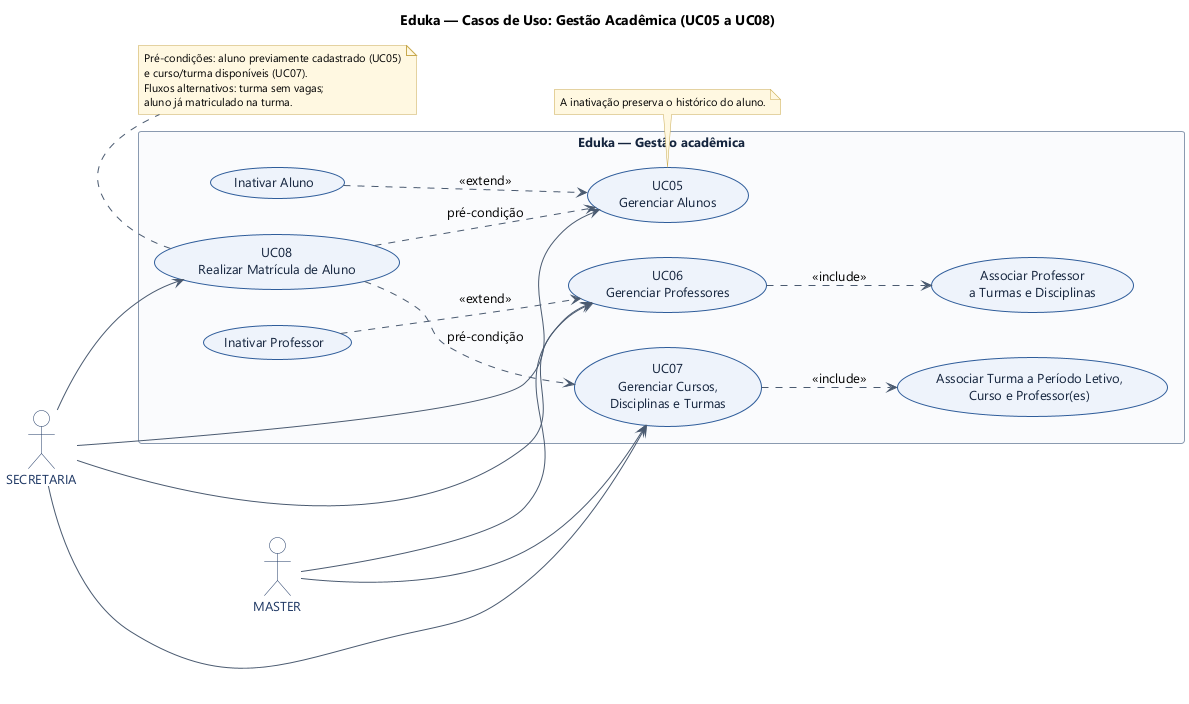 Eduka — Casos de Uso: Gestão Acadêmica (UC05 a UC08)
Pré-condições: aluno previamente cadastrado (UC05)
e curso/turma disponíveis (UC07).
Fluxos alternativos: turma sem vagas;
aluno já matriculado na turma.
A inativação preserva o histórico do aluno.
Eduka — Gestão acadêmica
Inativar Aluno
«extend»
UC05
Gerenciar Alunos
pré-condição
UC08
Realizar Matrícula de Aluno
UC06
Gerenciar Professores
«include»
Associar Professor
a Turmas e Disciplinas
«extend»
Inativar Professor
pré-condição
UC07
Gerenciar Cursos,
Disciplinas e Turmas
«include»
Associar Turma a Período Letivo,
Curso e Professor(es)
SECRETARIA
MASTER